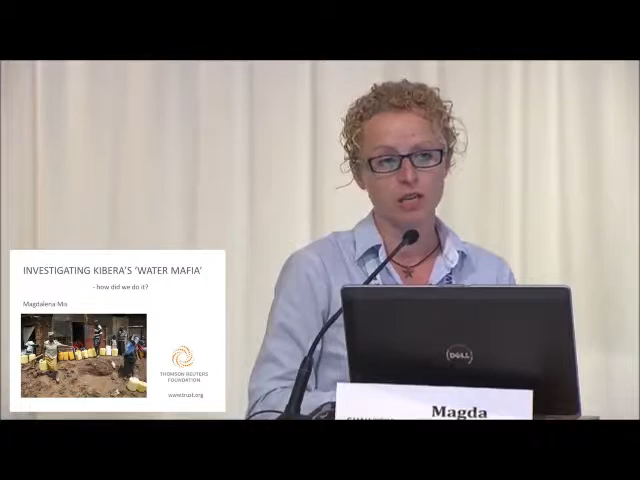 INVESTIGATING KIBERA'S 'WATER MAFIA'
- how did we do it?
Magdalena Mis
THOMSON REUTERS
FOUNDATION
www.trust.org
DELL
Magda